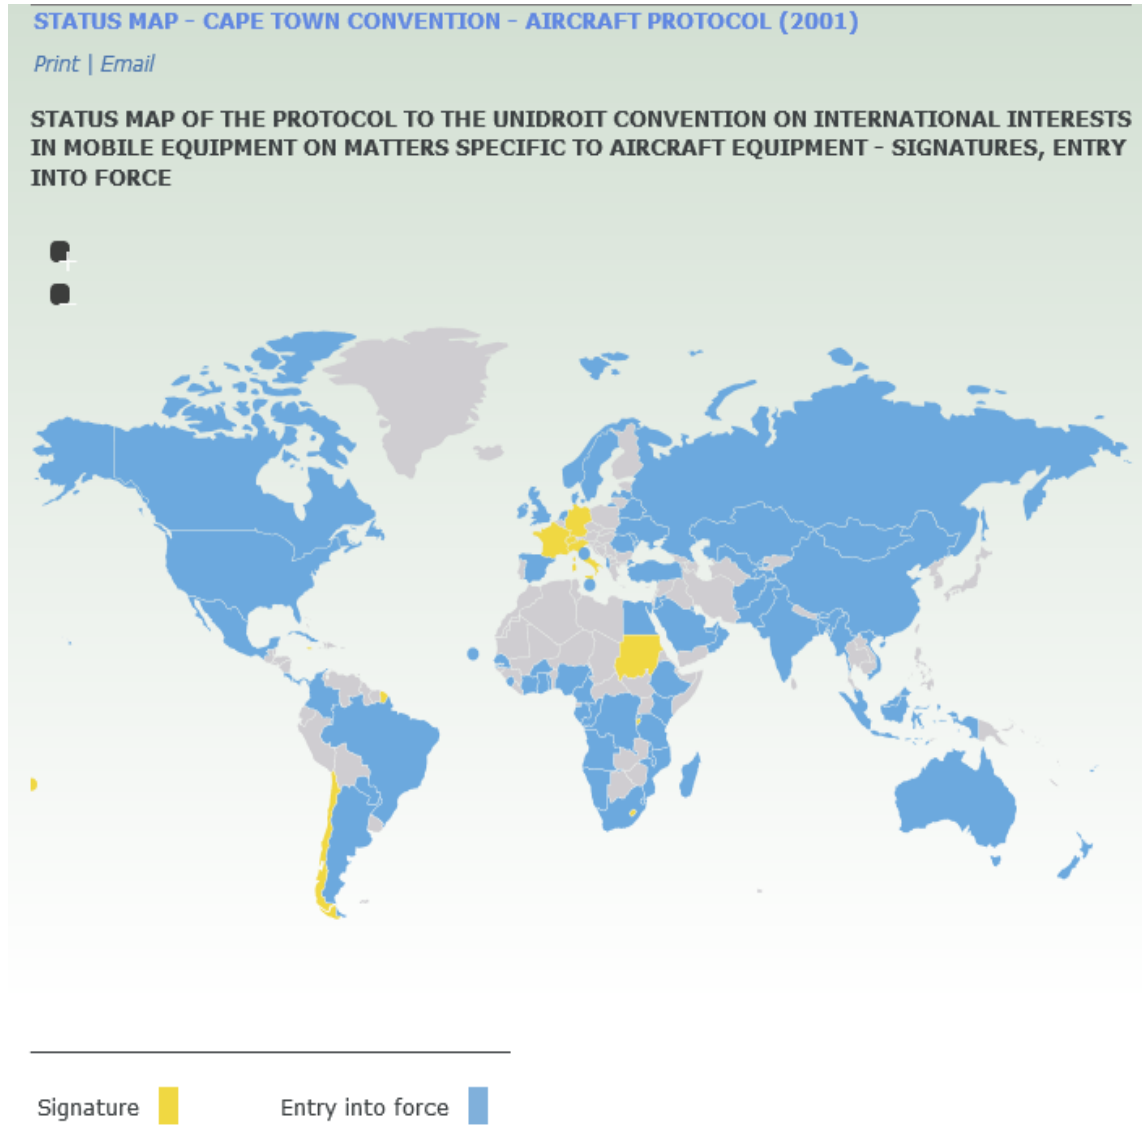 STATUS MAP - CAPE TOWN CONVENTION - AIRCRAFT PROTOCOL (2001)
Print | Email
STATUS MAP OF THE PROTOCOL TO THE UNIDROIT CONVENTION ON INTERNATIONAL INTERESTS
IN MOBILE EQUIPMENT ON MATTERS SPECIFIC TO AIRCRAFT EQUIPMENT - SIGNATURES, ENTRY
INTO FORCE
Signature
Entry into force